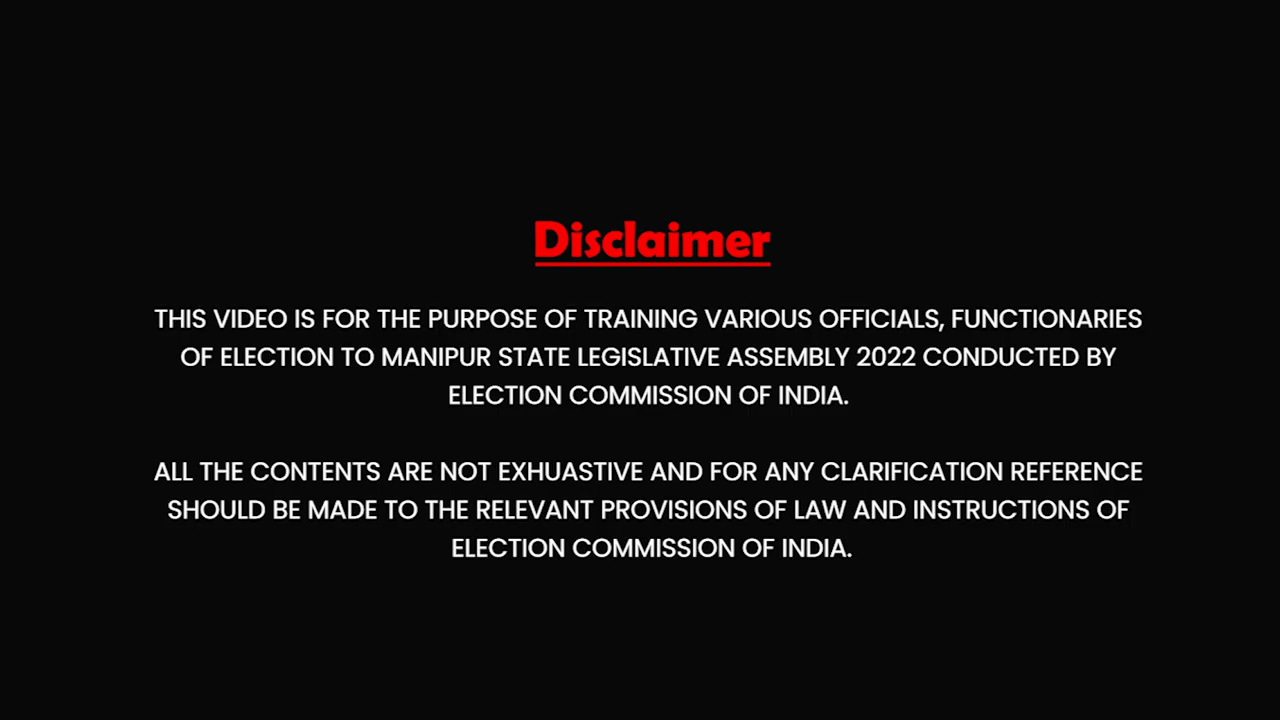 Disclaimer
THIS VIDEO IS FOR THE PURPOSE OF TRAINING VARIOUS OFFICIALS, FUNCTIONARIES
OF ELECTION TO MANIPUR STATE LEGISLATIVE ASSEMBLY 2022 CONDUCTED BY
ELECTION COMMISSION OF INDIA.
ALL THE CONTENTS ARE NOT EXHUASTIVE AND FOR ANY CLARIFICATION REFERENCE
SHOULD BE MADE TO THE RELEVANT PROVISIONS OF LAW AND INSTRUCTIONS OF
ELECTION COMMISSION OF INDIA.